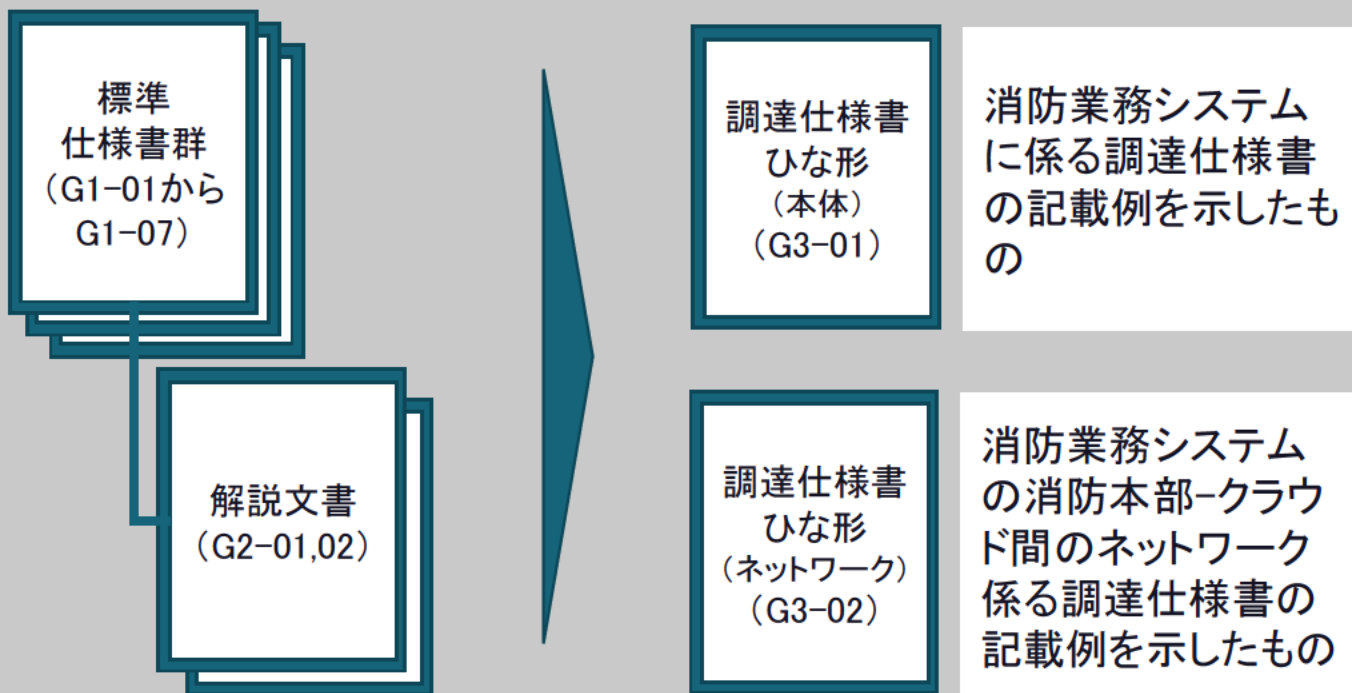 標準
仕様書群
（G1-01から
G1-07）
解説文書
（G2-01,02）
調達仕様書
ひな形
（本体）
（G3-01）
消防業務システム
に係る調達仕様書
の記載例を示したも
の
調達仕様書
ひな形
（ネットワーク）
（G3-02）
消防業務システム
の消防本部-クラウ
ド間のネットワーク
係る調達仕様書の
記載例を示したもの